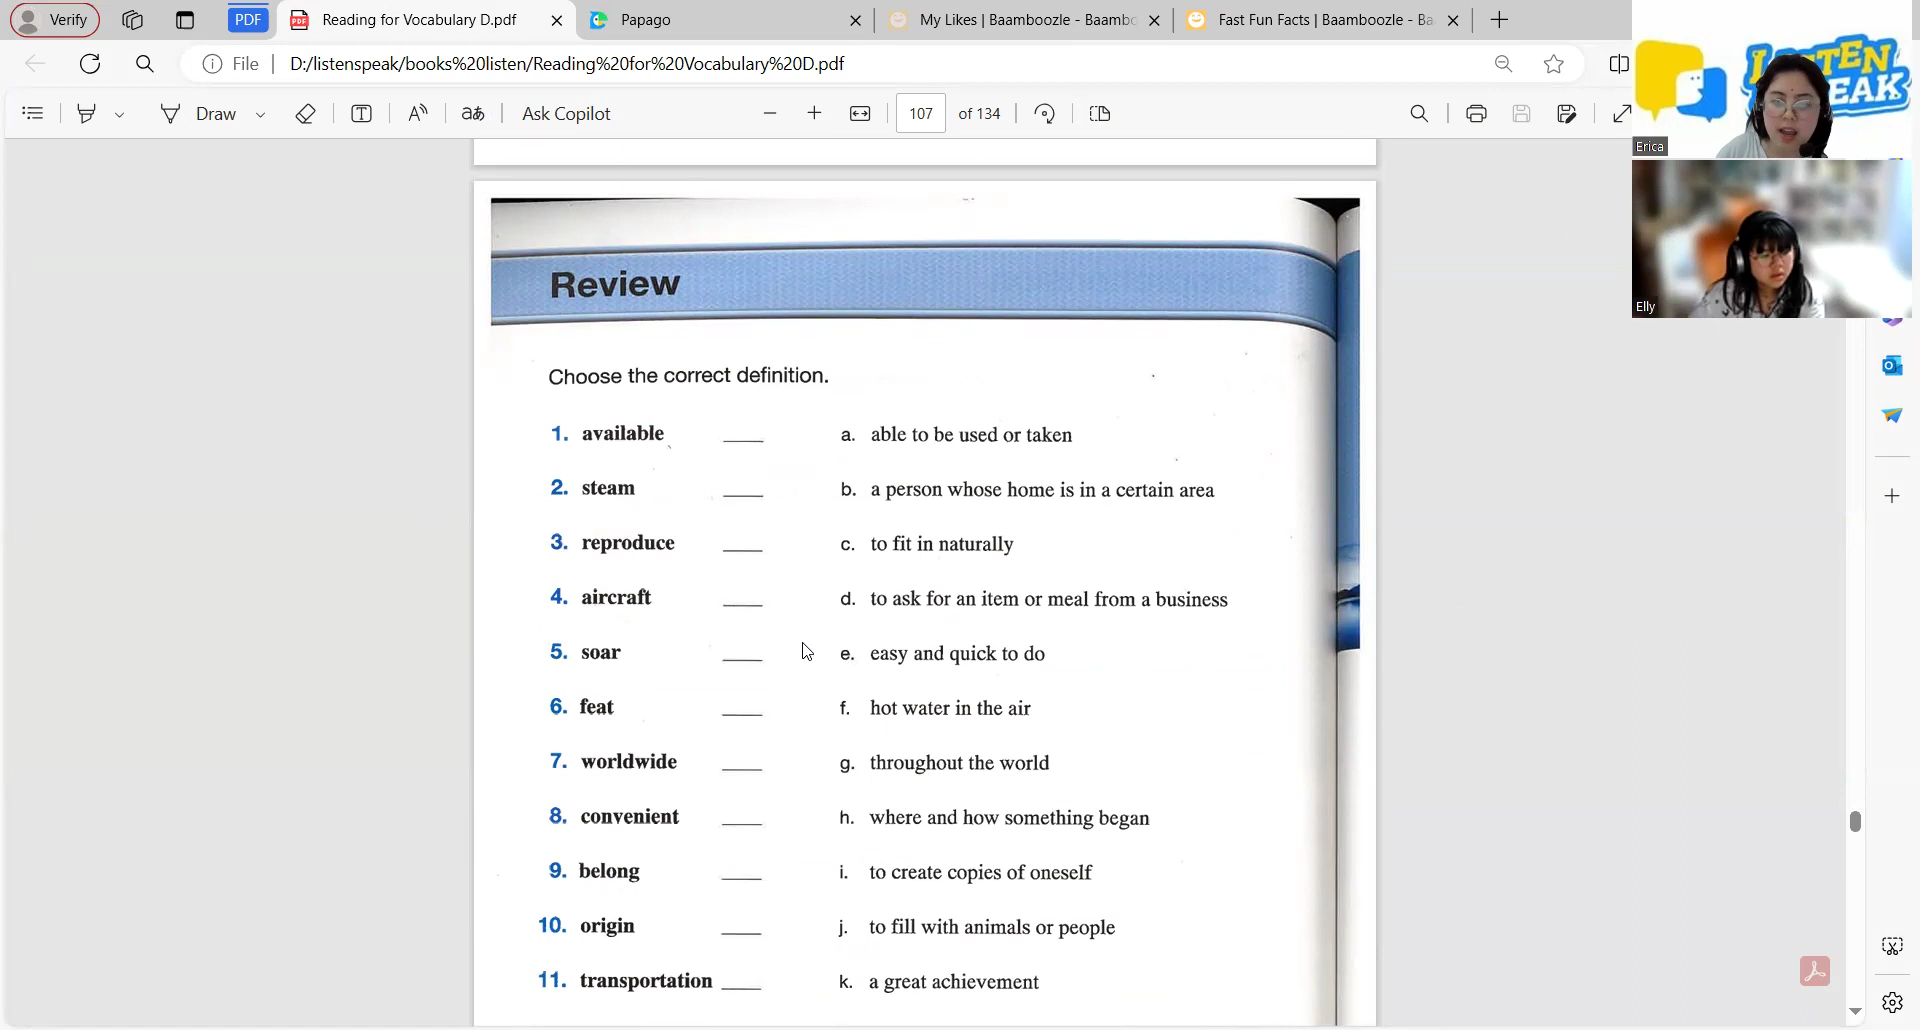 Verify
PDF
Reading for Vocabulary D.pdf
Papago
My Likes | Baamboozle - Baambo
Fast Fun Facts | Baamboozle - Ba
File
D:/listenspeak/books%20listen/Reading%20for%20Vocabulary%20D.pdf
Draw
Ask Copilot
107
of 134
Erica
Elly
Review
Choose the correct definition.
1. available ____ a. able to be used or taken
2. steam ____ b. a person whose home is in a certain area
3. reproduce ____ c. to fit in naturally
4. aircraft ____ d. to ask for an item or meal from a business
5. soar ____ e. easy and quick to do
6. feat ____ f. hot water in the air
7. worldwide ____ g. throughout the world
8. convenient ____ h. where and how something began
9. belong ____ i. to create copies of oneself
10. origin ____ j. to fill with animals or people
11. transportation ____ k. a great achievement